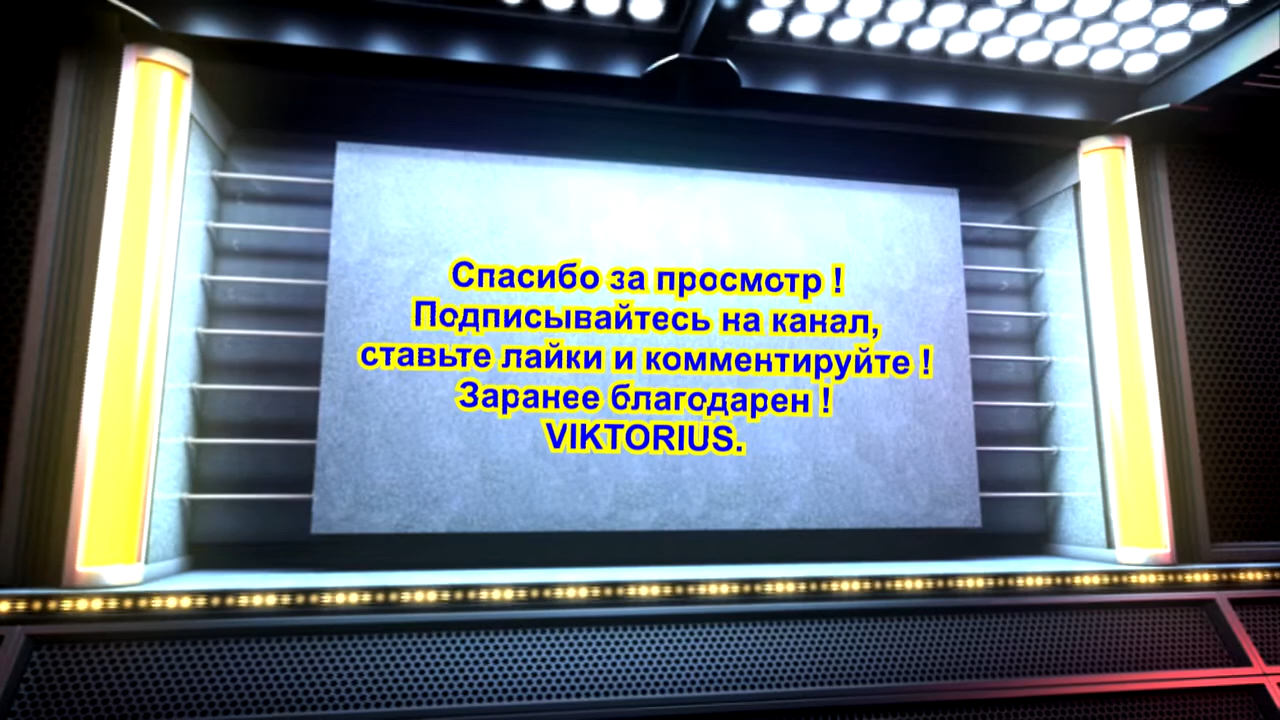 Спасибо за просмотр !
Подписывайтесь на канал,
ставьте лайки и комментируйте !
Заранее благодарен !
VIKTORIUS.